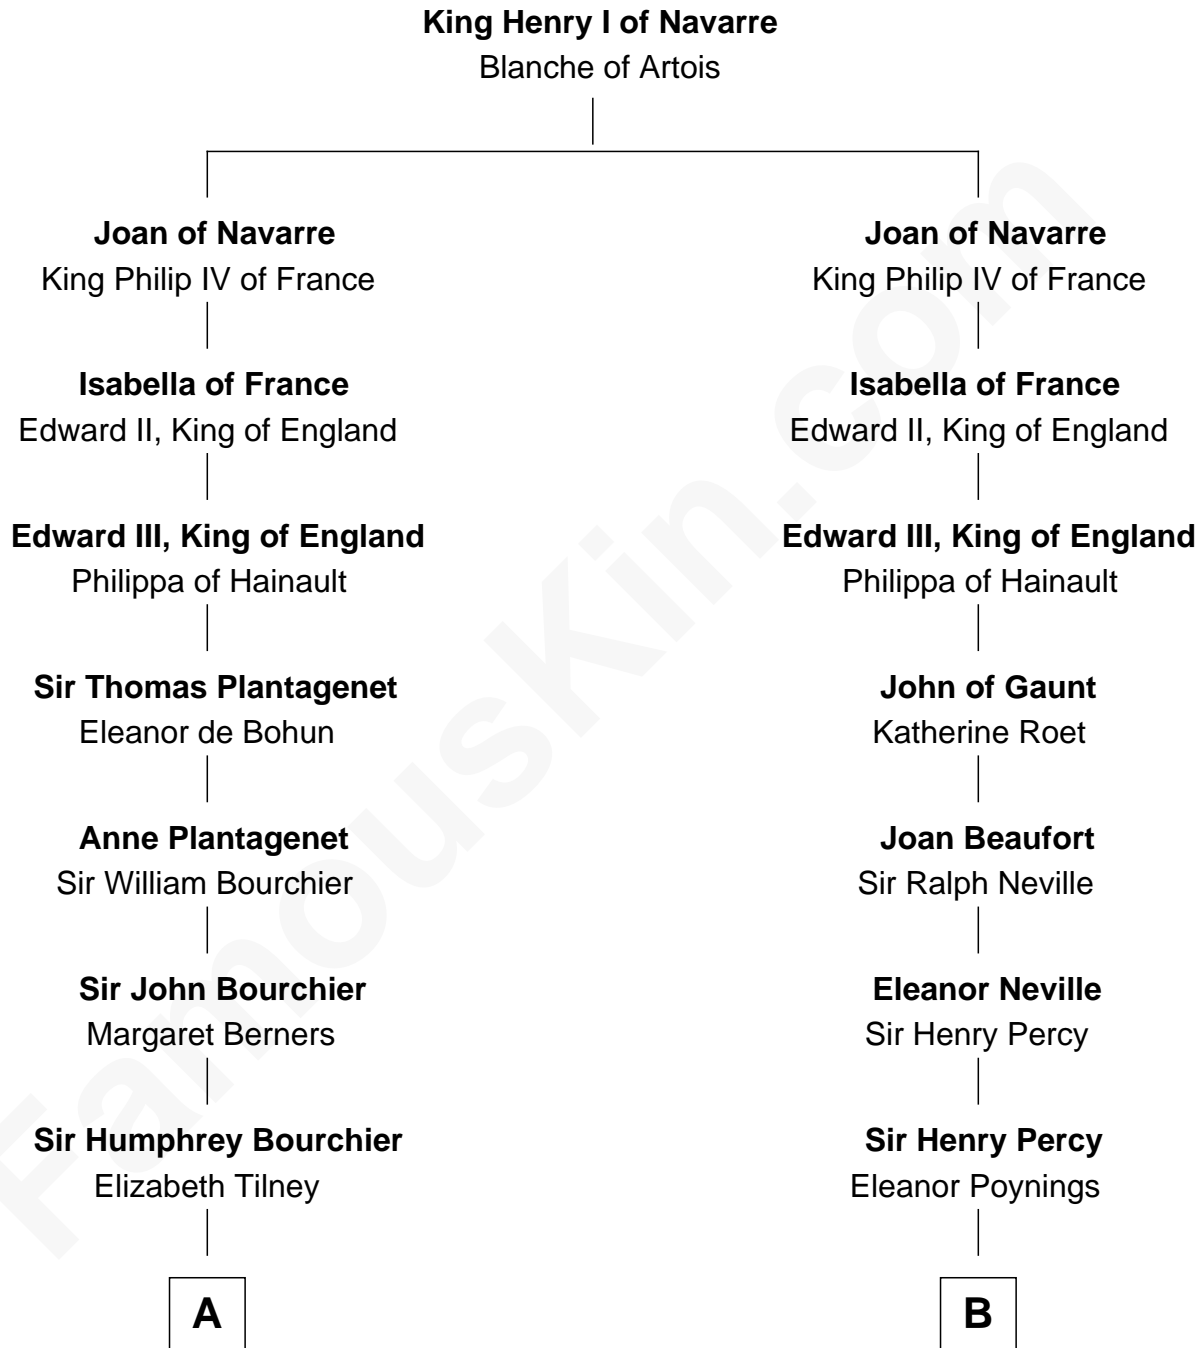 King Henry I of Navarre
Blanche of Artois
Joan of Navarre
King Philip IV of France
Isabella of France
Edward II, King of England
Edward III, King of England
Philippa of Hainault
Sir Thomas Plantagenet
Eleanor de Bohun
Anne Plantagenet
Sir William Bourchier
Sir John Bourchier
Margaret Berners
Sir Humphrey Bourchier
Elizabeth Tilney
A
Joan of Navarre
King Philip IV of France
Isabella of France
Edward II, King of England
Edward III, King of England
Philippa of Hainault
John of Gaunt
Katherine Roet
Joan Beaufort
Sir Ralph Neville
Eleanor Neville
Sir Henry Percy
Sir Henry Percy
Eleanor Poynings
B
FamousKin.com